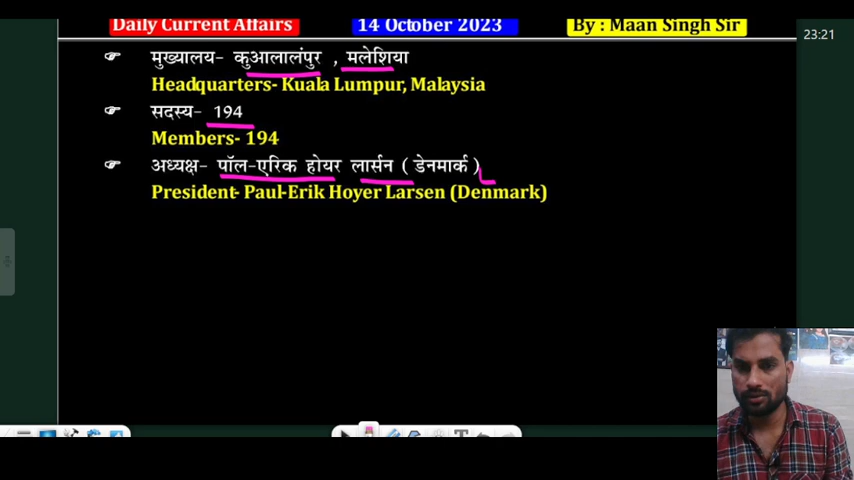 Daily Current Affairs 14 October 2023 By : Maan Singh Sir
23:21
☞ मुख्यालय- कुआलालंपुर , मलेशिया
Headquarters- Kuala Lumpur, Malaysia
☞ सदस्य- 194
Members- 194
☞ अध्यक्ष- पॉल-एरिक होयर लार्सन ( डेनमार्क )
President- Paul-Erik Hoyer Larsen (Denmark)